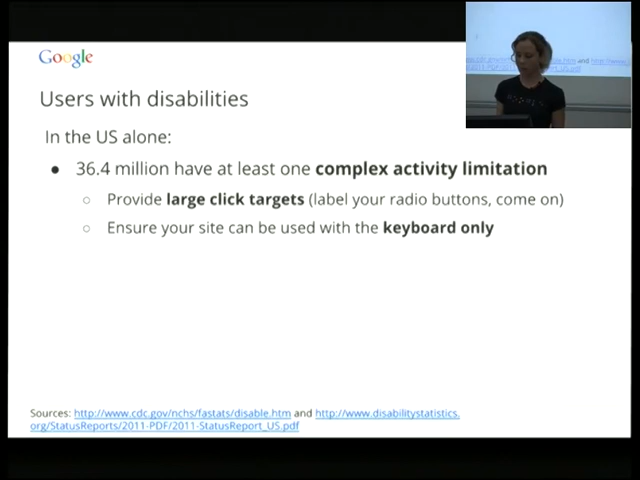 Google
Users with disabilities
In the US alone:
● 36.4 million have at least one complex activity limitation
○ Provide large click targets (label your radio buttons, come on)
○ Ensure your site can be used with the keyboard only
Sources: http://www.cdc.gov/nchs/fastats/disable.htm and http://www.disabilitystatistics.
org/StatusReports/2011-PDF/2011-StatusReport_US.pdf